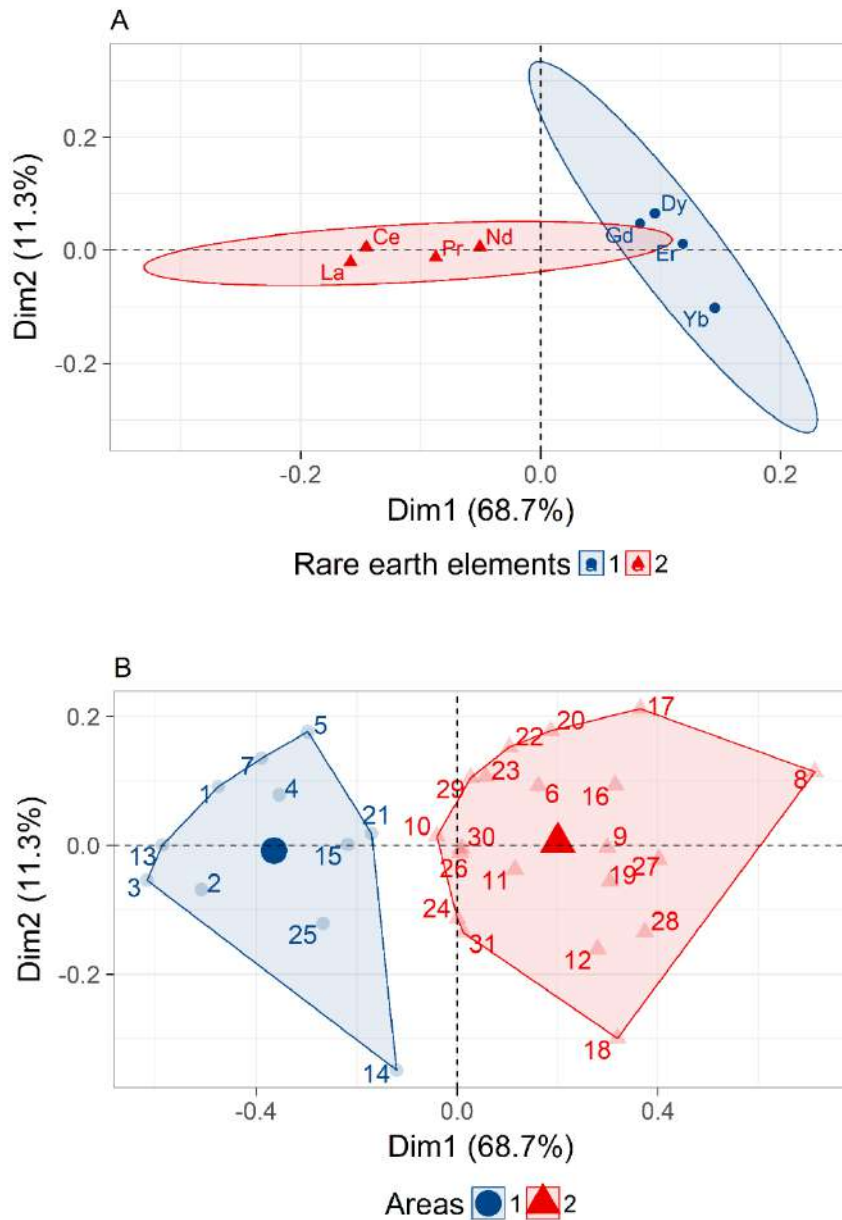 A
Dim2 (11.3%)
0.2
0.0
-0.2
Ce
La
Pr
Nd
Dy
Gd
Er
Yb
-0.2
0.0
0.2
Dim1 (68.7%)
Rare earth elements 1 2
B
Dim2 (11.3%)
0.2
0.0
-0.2
5
7
1
4
21
13
15
3
2
25
14
17
20
22
8
29
23
6
16
10
30
9
26
11
19
27
24
31
28
12
18
-0.4
0.0
0.4
Dim1 (68.7%)
Areas 1 2